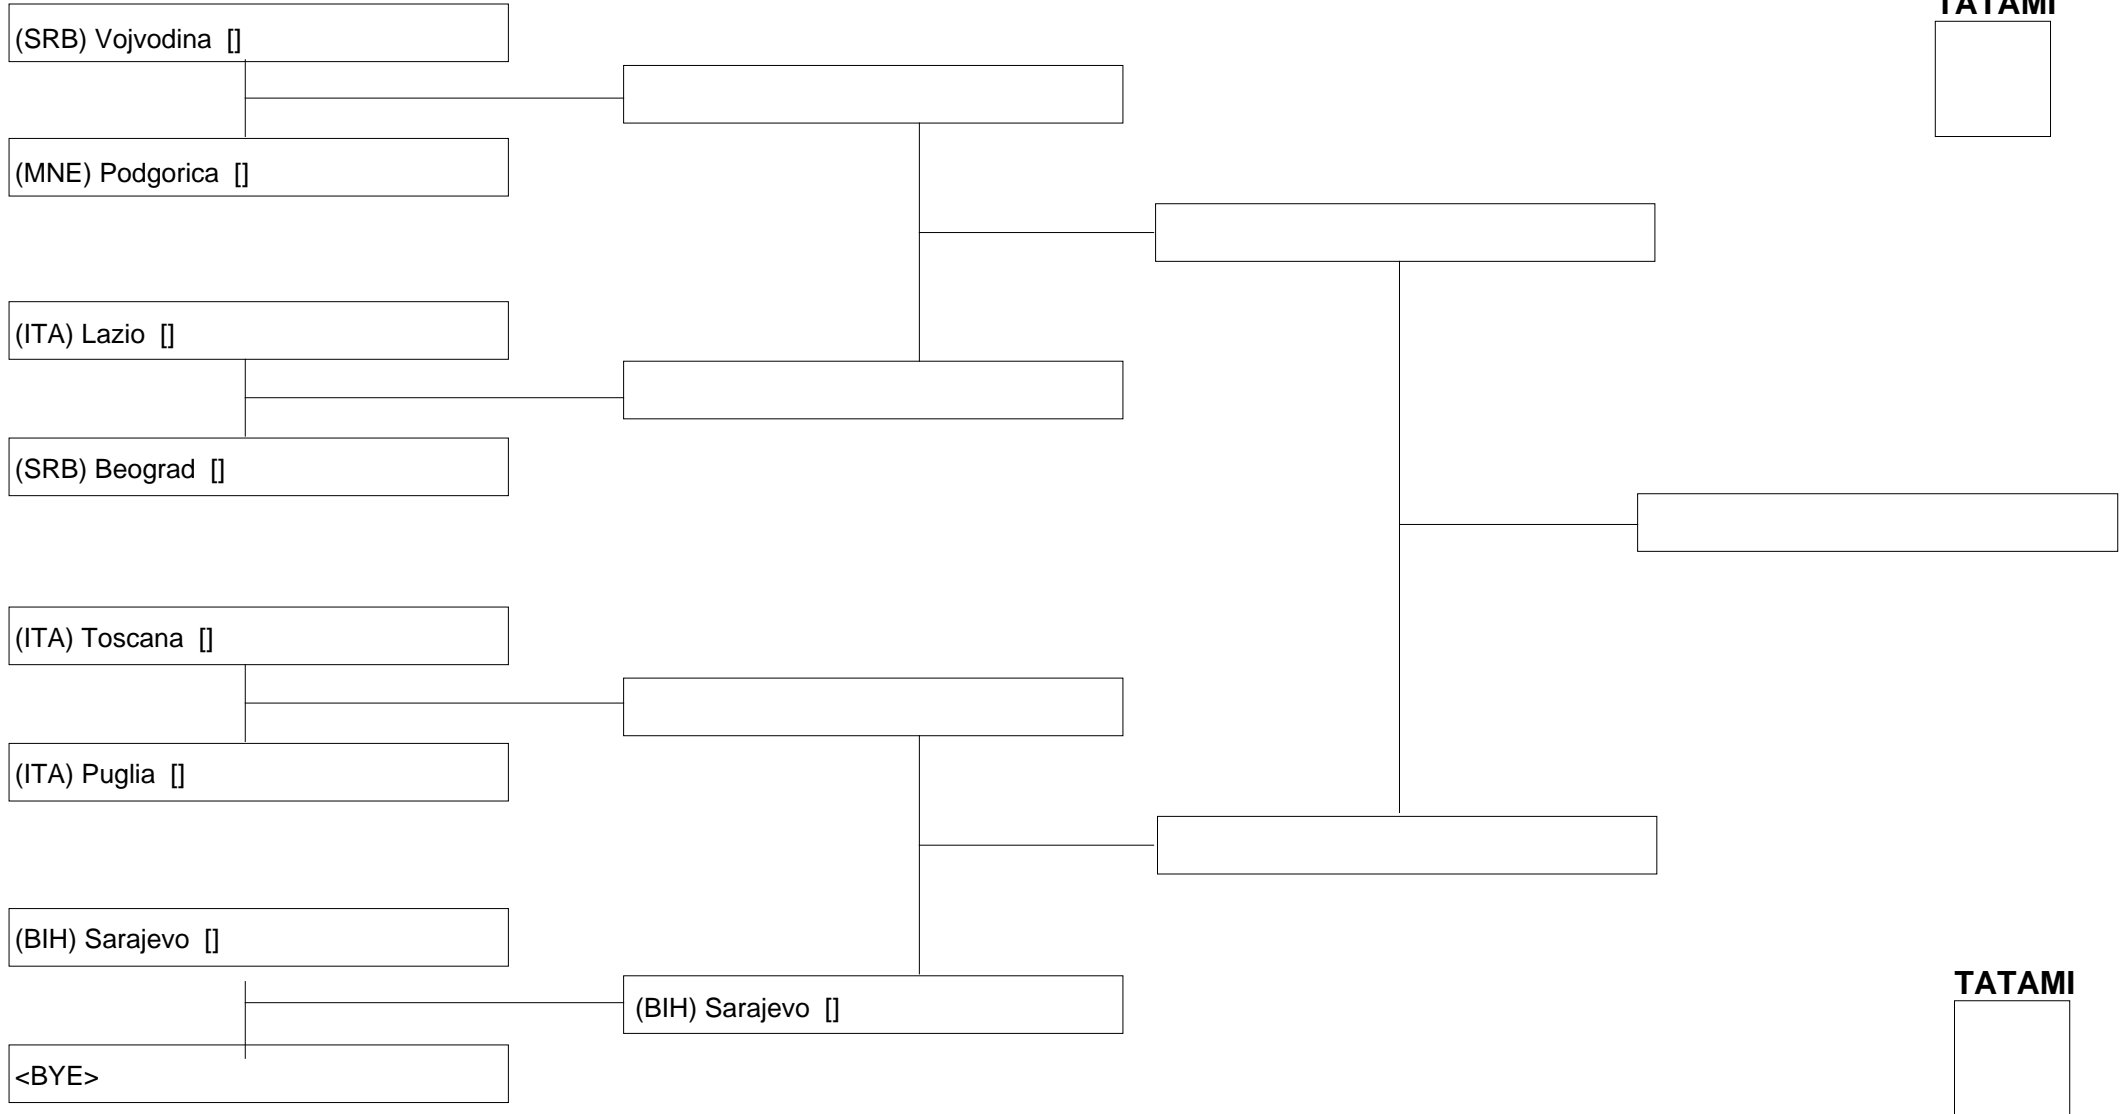 TATAMI
(SRB) Vojvodina []
(MNE) Podgorica []
(ITA) Lazio []
(SRB) Beograd []
(ITA) Toscana []
(ITA) Puglia []
(BIH) Sarajevo []
(BIH) Sarajevo []
<BYE>
TATAMI